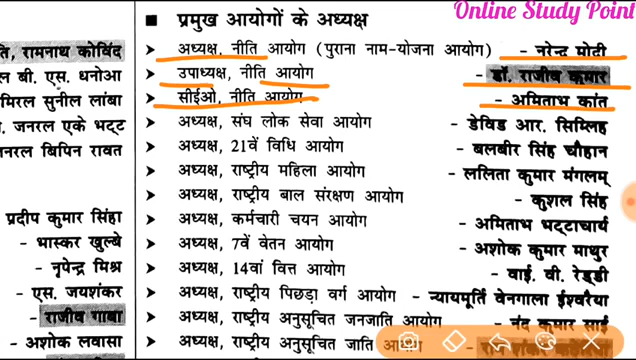 Online Study Point
■ प्रमुख आयोगों के अध्यक्ष
➤ अध्यक्ष, नीति आयोग (पुराना नाम-योजना आयोग) - नरेन्द्र मोदी
➤ उपाध्यक्ष, नीति आयोग - डॉ. राजीव कुमार
➤ सीईओ, नीति आयोग - अमिताभ कांत
➤ अध्यक्ष, संघ लोक सेवा आयोग - डेविड आर. सिम्लिह
➤ अध्यक्ष, 21वें विधि आयोग - बलबीर सिंह चौहान
➤ अध्यक्ष, राष्ट्रीय महिला आयोग - ललिता कुमार मंगलम्
➤ अध्यक्ष, राष्ट्रीय बाल संरक्षण आयोग - कुशल सिंह
➤ अध्यक्ष, कर्मचारी चयन आयोग - अमिताभ भट्टाचार्य
➤ अध्यक्ष, 7वें वेतन आयोग - अशोक कुमार माथुर
➤ अध्यक्ष, 14वां वित्त आयोग - वाई. वी. रेड्डी
➤ अध्यक्ष, राष्ट्रीय पिछड़ा वर्ग आयोग - न्यायमूर्ति वेनगाला ईश्वरैया
➤ अध्यक्ष, राष्ट्रीय अनुसूचित जनजाति आयोग - नंद कुमार साई
➤ अध्यक्ष, राष्ट्रीय अनुसूचित जाति आयोग
रामनाथ कोविंद
बी. एस. धनोआ
सुनील लांबा
जनरल एके भट्ट
बिपिन रावत
प्रदीप कुमार सिंहा
- भास्कर खुल्बे
- नृपेन्द्र मिश्र
- एस. जयशंकर
- राजीव गाबा
- अशोक लवासा